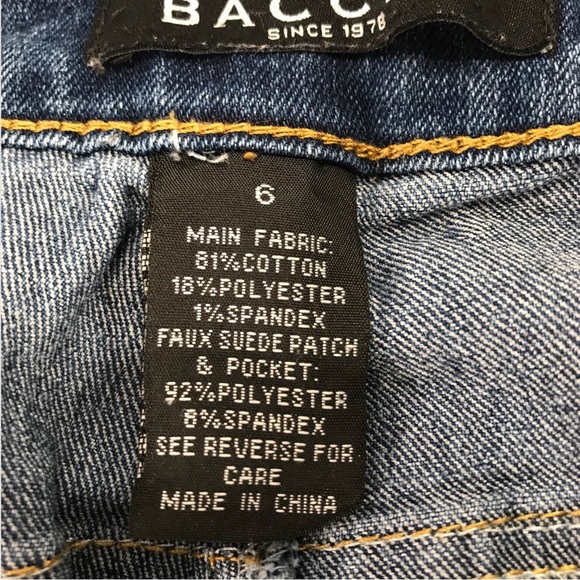 BACC
SINCE 1978
6
MAIN FABRIC:
81%COTTON
18%POLYESTER
1%SPANDEX
FAUX SUEDE PATCH
& POCKET:
92%POLYESTER
8%SPANDEX
SEE REVERSE FOR
CARE
MADE IN CHINA